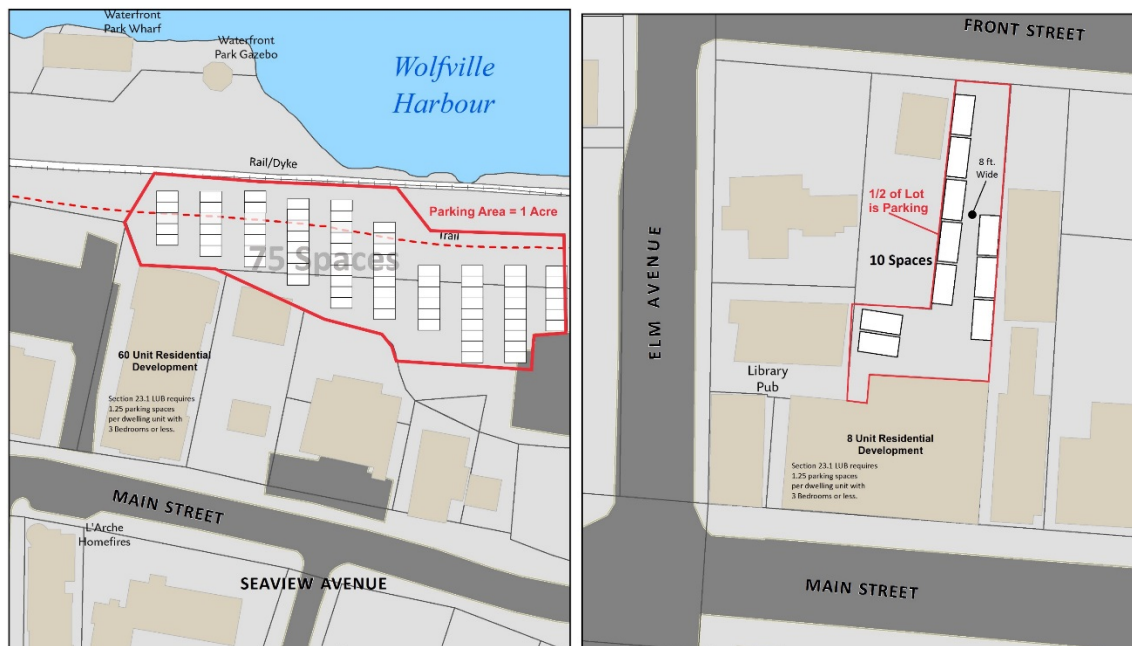 Waterfront
Park Wharf
Waterfront
Park Gazebo
Wolfville
Harbour
Rail/Dyke
Parking Area = 1 Acre
Trail
75 Spaces
60 Unit Residential
Development
Section 23.1 LUB requires
1.25 parking spaces
per dwelling unit with
3 Bedrooms or less.
MAIN STREET
L'Arche
Homefires
SEAVIEW AVENUE
FRONT STREET
8 ft.
Wide
1/2 of Lot
is Parking
10 Spaces
ELM AVENUE
Library
Pub
8 Unit Residential
Development
Section 23.1 LUB requires
1.25 parking spaces
per dwelling unit with
3 Bedrooms or less.
MAIN STREET